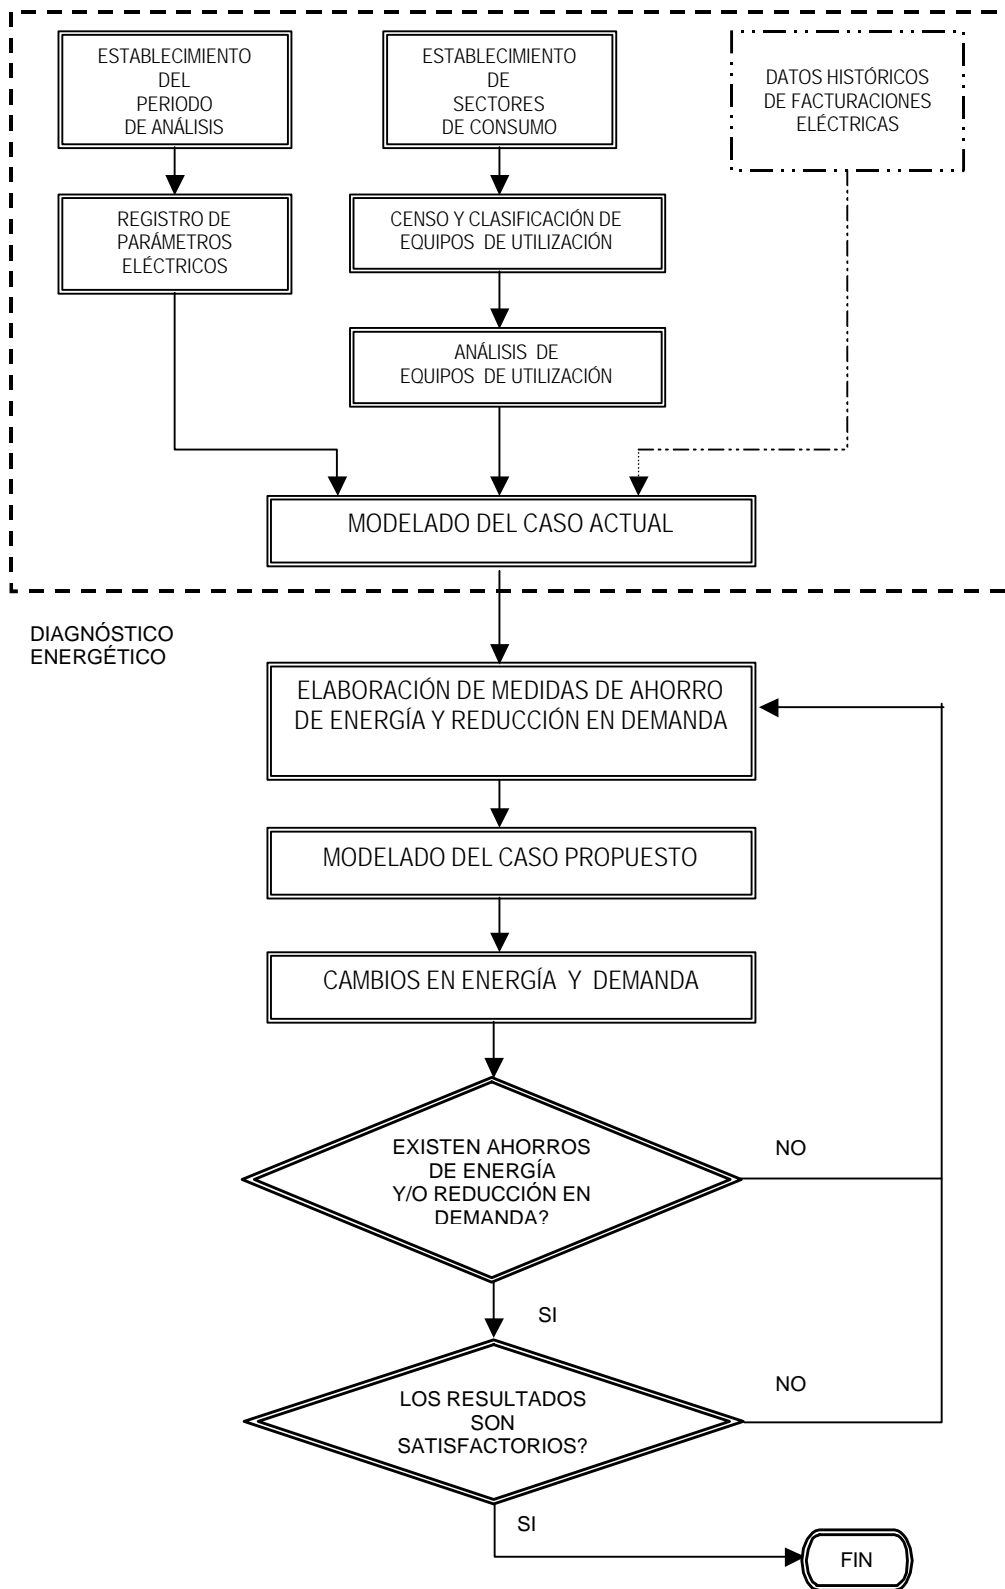 ESTABLECIMIENTO
DEL
PERIODO
DE ANÁLISIS
ESTABLECIMIENTO
DE
SECTORES
DE CONSUMO
DATOS HISTÓRICOS
DE FACTURACIONES
ELÉCTRICAS
REGISTRO DE
PARÁMETROS
ELÉCTRICOS
CENSO Y CLASIFICACIÓN DE
EQUIPOS DE UTILIZACIÓN
ANÁLISIS DE
EQUIPOS DE UTILIZACIÓN
MODELADO DEL CASO ACTUAL
DIAGNÓSTICO
ENERGÉTICO
ELABORACIÓN DE MEDIDAS DE AHORRO
DE ENERGÍA Y REDUCCIÓN EN DEMANDA
MODELADO DEL CASO PROPUESTO
CAMBIOS EN ENERGÍA Y DEMANDA
EXISTEN AHORROS
DE ENERGÍA
Y/O REDUCCIÓN EN
DEMANDA?
NO
SI
LOS RESULTADOS
SON
SATISFACTORIOS?
NO
SI
FIN